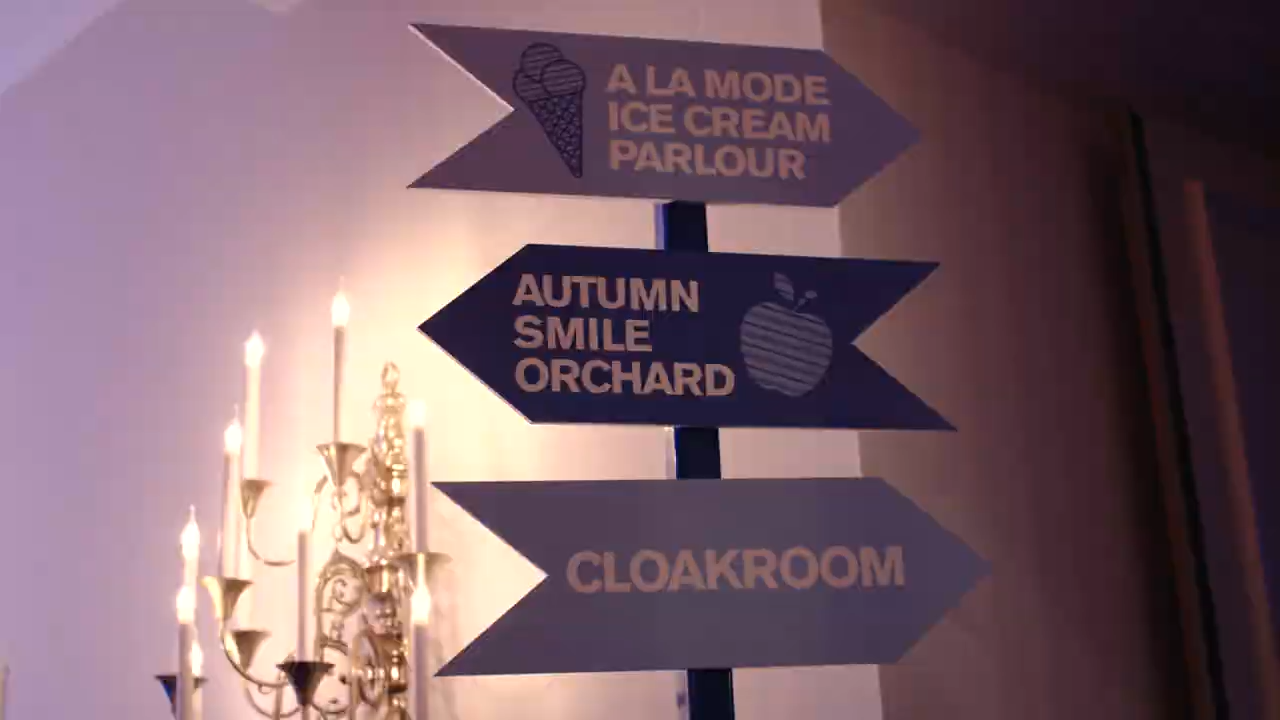 A LA MODE
ICE CREAM
PARLOUR
AUTUMN
SMILE
ORCHARD
CLOAKROOM